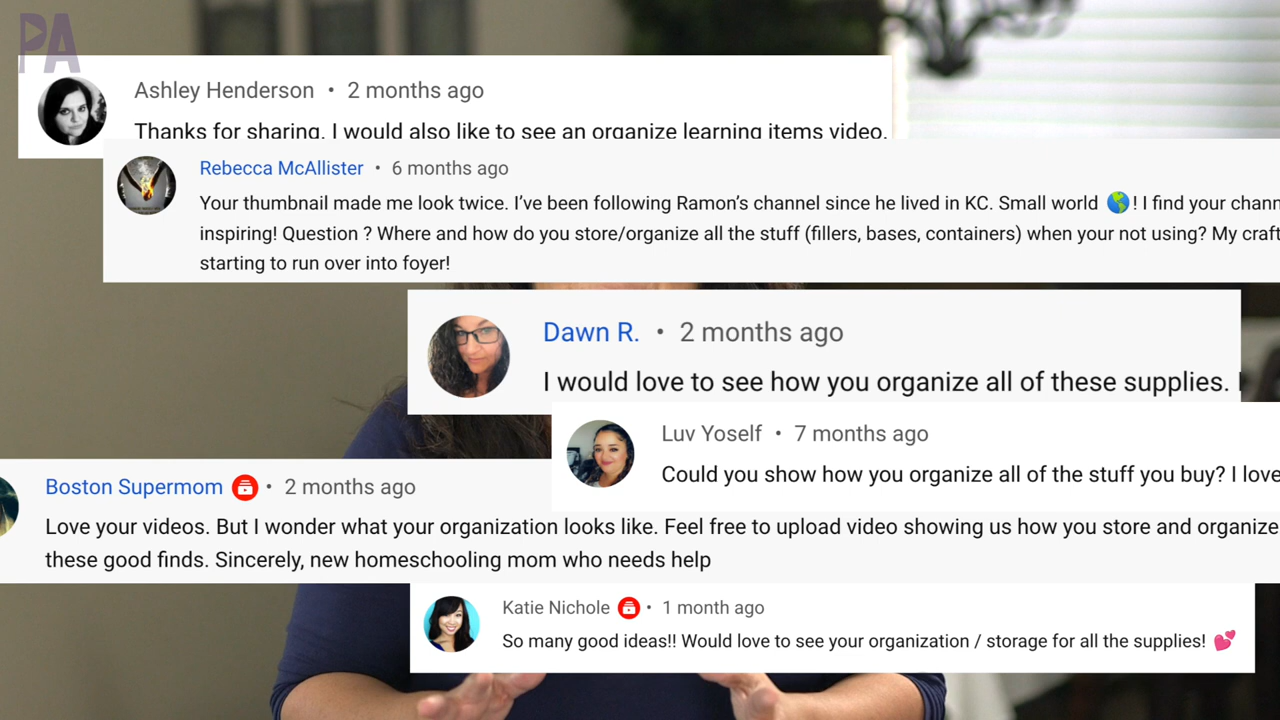 PA
Ashley Henderson • 2 months ago
Thanks for sharing. I would also like to see an organize learning items video.
Rebecca McAllister • 6 months ago
Your thumbnail made me look twice. I've been following Ramon's channel since he lived in KC. Small world 🌎! I find your
inspiring! Question ? Where and how do you store/organize all the stuff (fillers, bases, containers) when your not using? My craft
starting to run over into foyer!
Dawn R. • 2 months ago
I would love to see how you organize all of these supplies.
Luv Yoself • 7 months ago
Could you show how you organize all of the stuff you buy? I love
Boston Supermom • 2 months ago
Love your videos. But I wonder what your organization looks like. Feel free to upload video showing us how you store and organize
these good finds. Sincerely, new homeschooling mom who needs help
Katie Nichole • 1 month ago
So many good ideas!! Would love to see your organization / storage for all the supplies! 💕